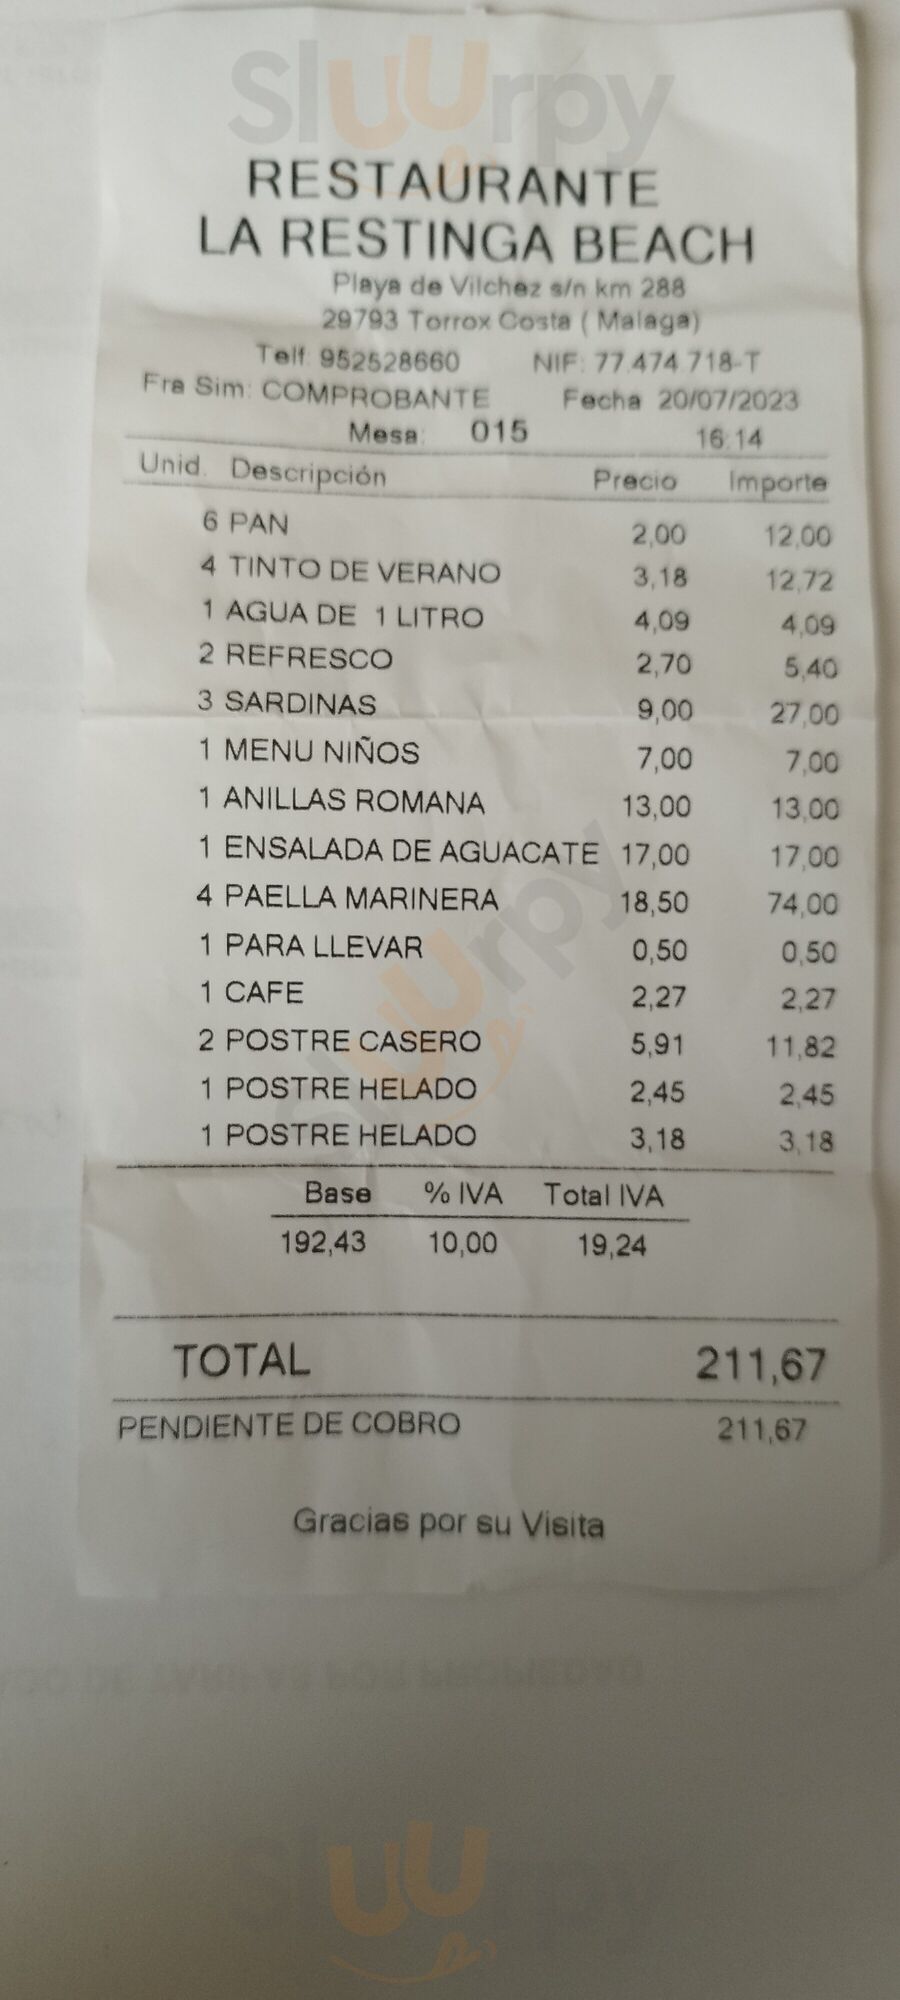 Sluurpy
RESTAURANTE
LA RESTINGA BEACH
Playa de Vilchez s/n km 288
29793 Torrox Costa ( Malaga)
Telf: 952528660 NIF: 77.474.718-T
Fra Sim: COMPROBANTE Fecha 20/07/2023
Mesa: 015 16:14
Unid. Descripción Precio Importe
6 PAN 2,00 12,00
4 TINTO DE VERANO 3,18 12,72
1 AGUA DE 1 LITRO 4,09 4,09
2 REFRESCO 2,70 5,40
3 SARDINAS 9,00 27,00
1 MENU NIÑOS 7,00 7,00
1 ANILLAS ROMANA 13,00 13,00
1 ENSALADA DE AGUACATE 17,00 17,00
4 PAELLA MARINERA 18,50 74,00
1 PARA LLEVAR 0,50 0,50
Sluurpy
1 CAFE 2,27 2,27
2 POSTRE CASERO 5,91 11,82
1 POSTRE HELADO 2,45 2,45
1 POSTRE HELADO 3,18 3,18
Base % IVA Total IVA
192,43 10,00 19,24
TOTAL 211,67
PENDIENTE DE COBRO 211,67
Gracias por su Visita
DE TARIFAS POR PROPIEDAD
Sluurpy